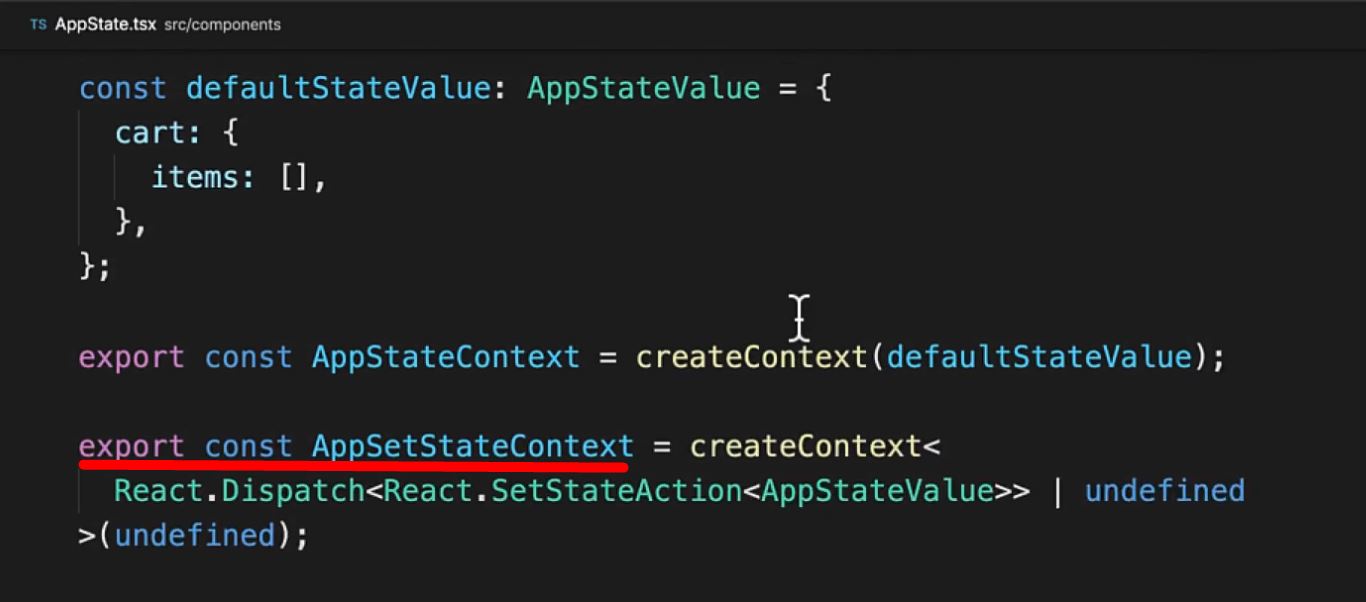 TS AppState.tsx src/components
const defaultStateValue: AppStateValue = {
  cart: {
    items: [],
  },
};
export const AppStateContext = createContext(defaultStateValue);
export const AppSetStateContext = createContext<
  React.Dispatch<React.SetStateAction<AppStateValue>> | undefined
>(undefined);